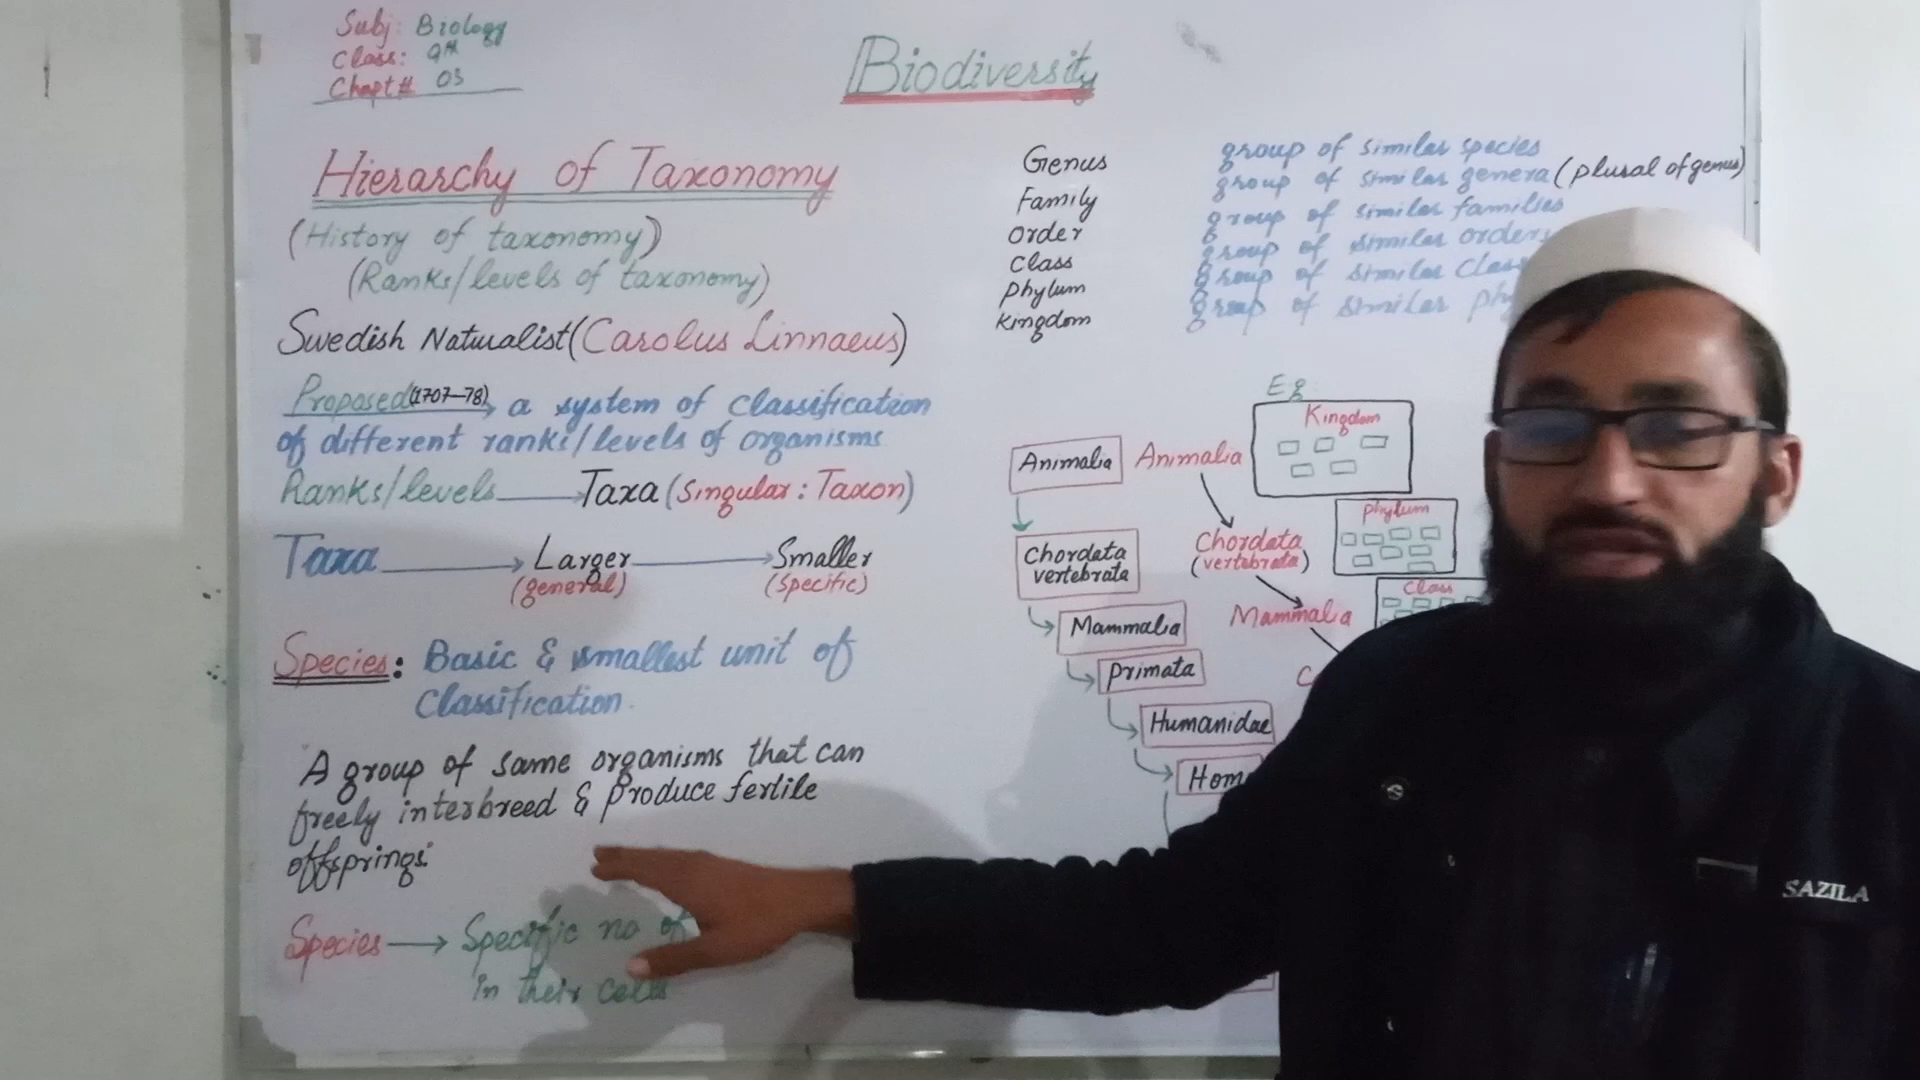 Subj: Biology
Class: 9th
Chapt# 03
Biodiversity
Hierarchy of Taxonomy
(History of taxonomy)
(Ranks/levels of taxonomy)
Swedish Naturalist (Carolus Linnaeus)
Proposed (1707-78) a system of classification
of different ranks/levels of organisms
Ranks/levels Taxa (Singular: Taxon)
Taxa Larger Smaller
(general) (specific)
Species: Basic & smallest unit of
Classification.
"A group of same organisms that can
freely interbreed & produce fertile
offsprings."
Species Specific no of
in their cells
Genus group of similar species
Family group of similar genera (plural of genus)
Order group of similar families
Class group of similar orders
Phylum group of similar
Kingdom group of similar
Eg
Animalia
Chordata
vertebrata
Mammalia
Primata
Humanidae
Animalia
Chordata
(vertebrata)
Mammalia
Kingdom
Phylum
Class
SAZILA